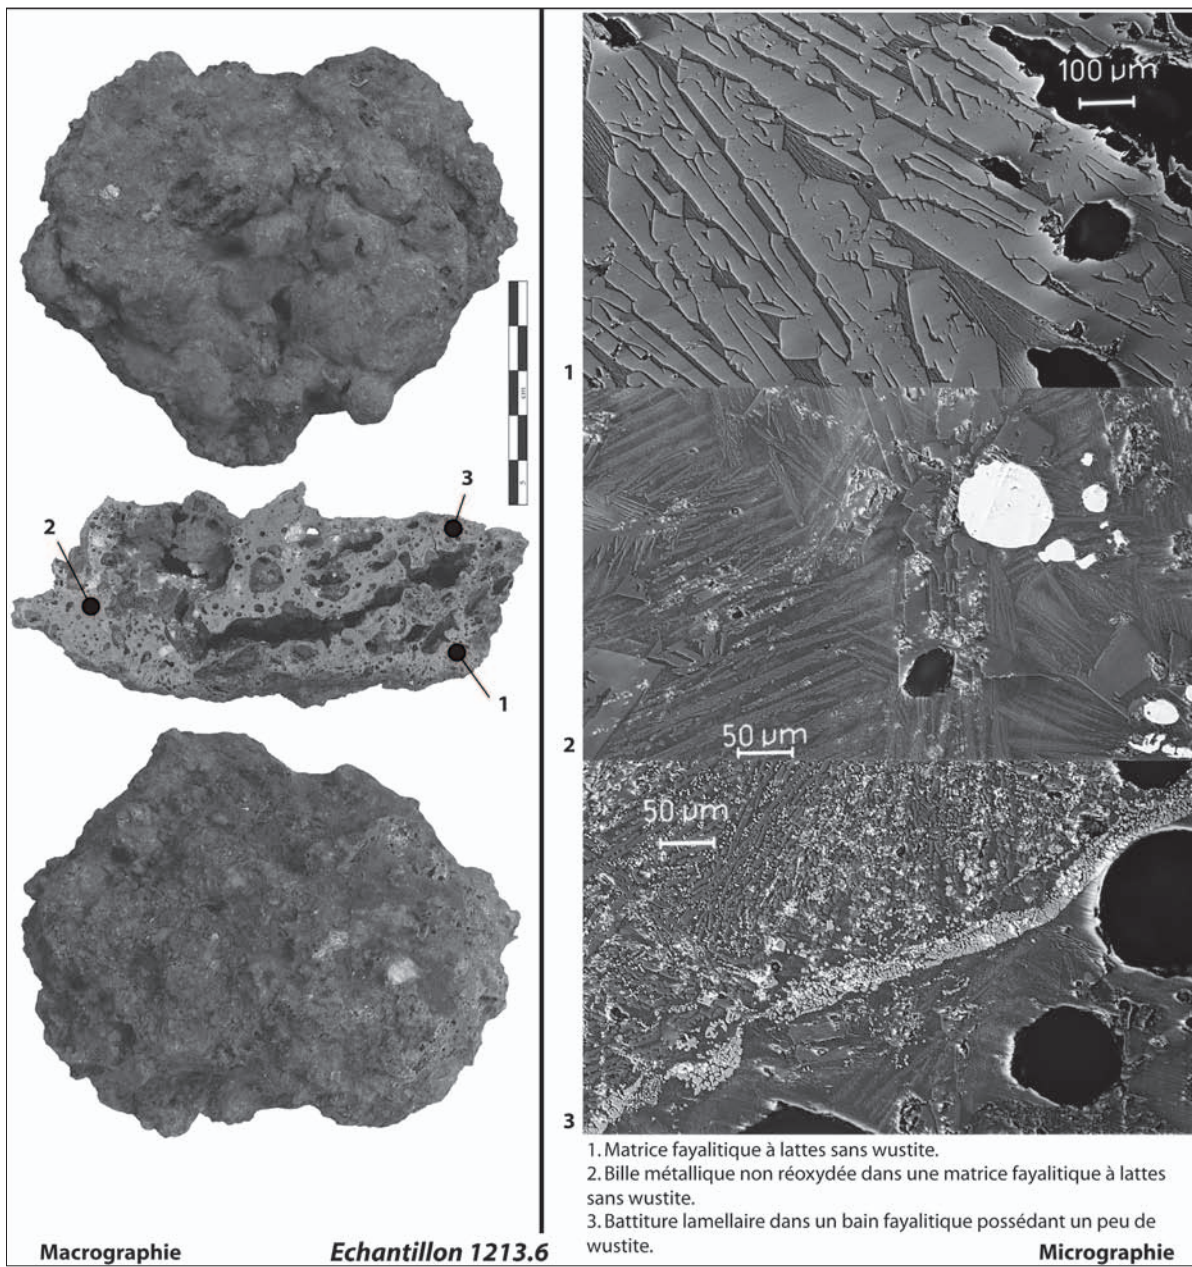 100 µm
3
2
cm
5
1
1
50 µm
2
50 µm
3
1. Matrice fayalitique à lattes sans wustite.
2. Bille métallique non réoxydée dans une matrice fayalitique à lattes
sans wustite.
3. Battiture lamellaire dans un bain fayalitique possédant un peu de
wustite.
Macrographie
Echantillon 1213.6
Micrographie